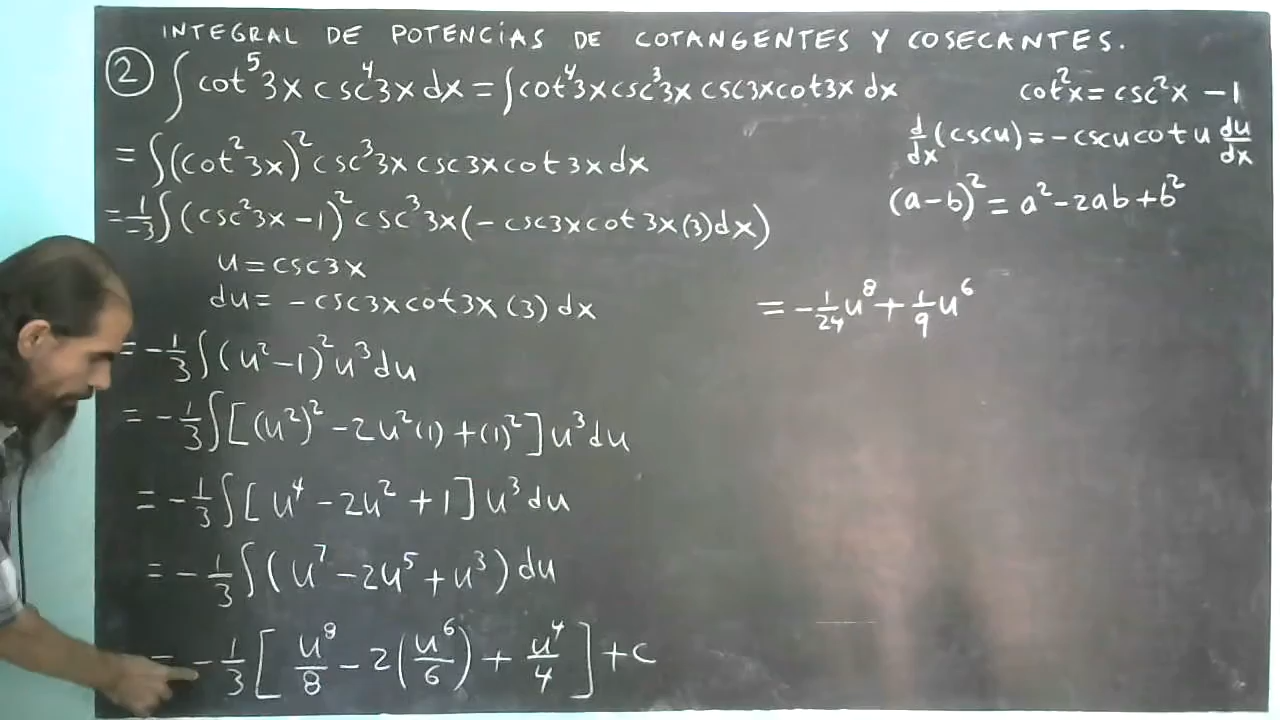 INTEGRAL DE POTENCIAS DE COTANGENTES Y COSECANTES.
② ∫ cot⁵3x csc⁴3x dx = ∫cot⁴3x csc³3x csc3x cot3x dx
cot²x = csc²x - 1
= ∫(cot²3x)² csc³3x csc3x cot3x dx
d/dx (cscu) = -cscu cotu du/dx
= 1/-3 ∫(csc²3x - 1)² csc³3x (-csc3x cot3x (3)dx)
(a-b)² = a² - 2ab + b²
u = csc3x
du = -csc3x cot3x (3) dx
= -1/3 ∫(u² - 1)² u³ du
= -1/3 ∫[(u²)² - 2u²(1) + (1)²] u³ du
= -1/3 ∫[u⁴ - 2u² + 1] u³ du
= -1/3 ∫(u⁷ - 2u⁵ + u³) du
= -1/3 [u⁸/8 - 2(u⁶/6) + u⁴/4] + c
= -1/24 u⁸ + 1/9 u⁶